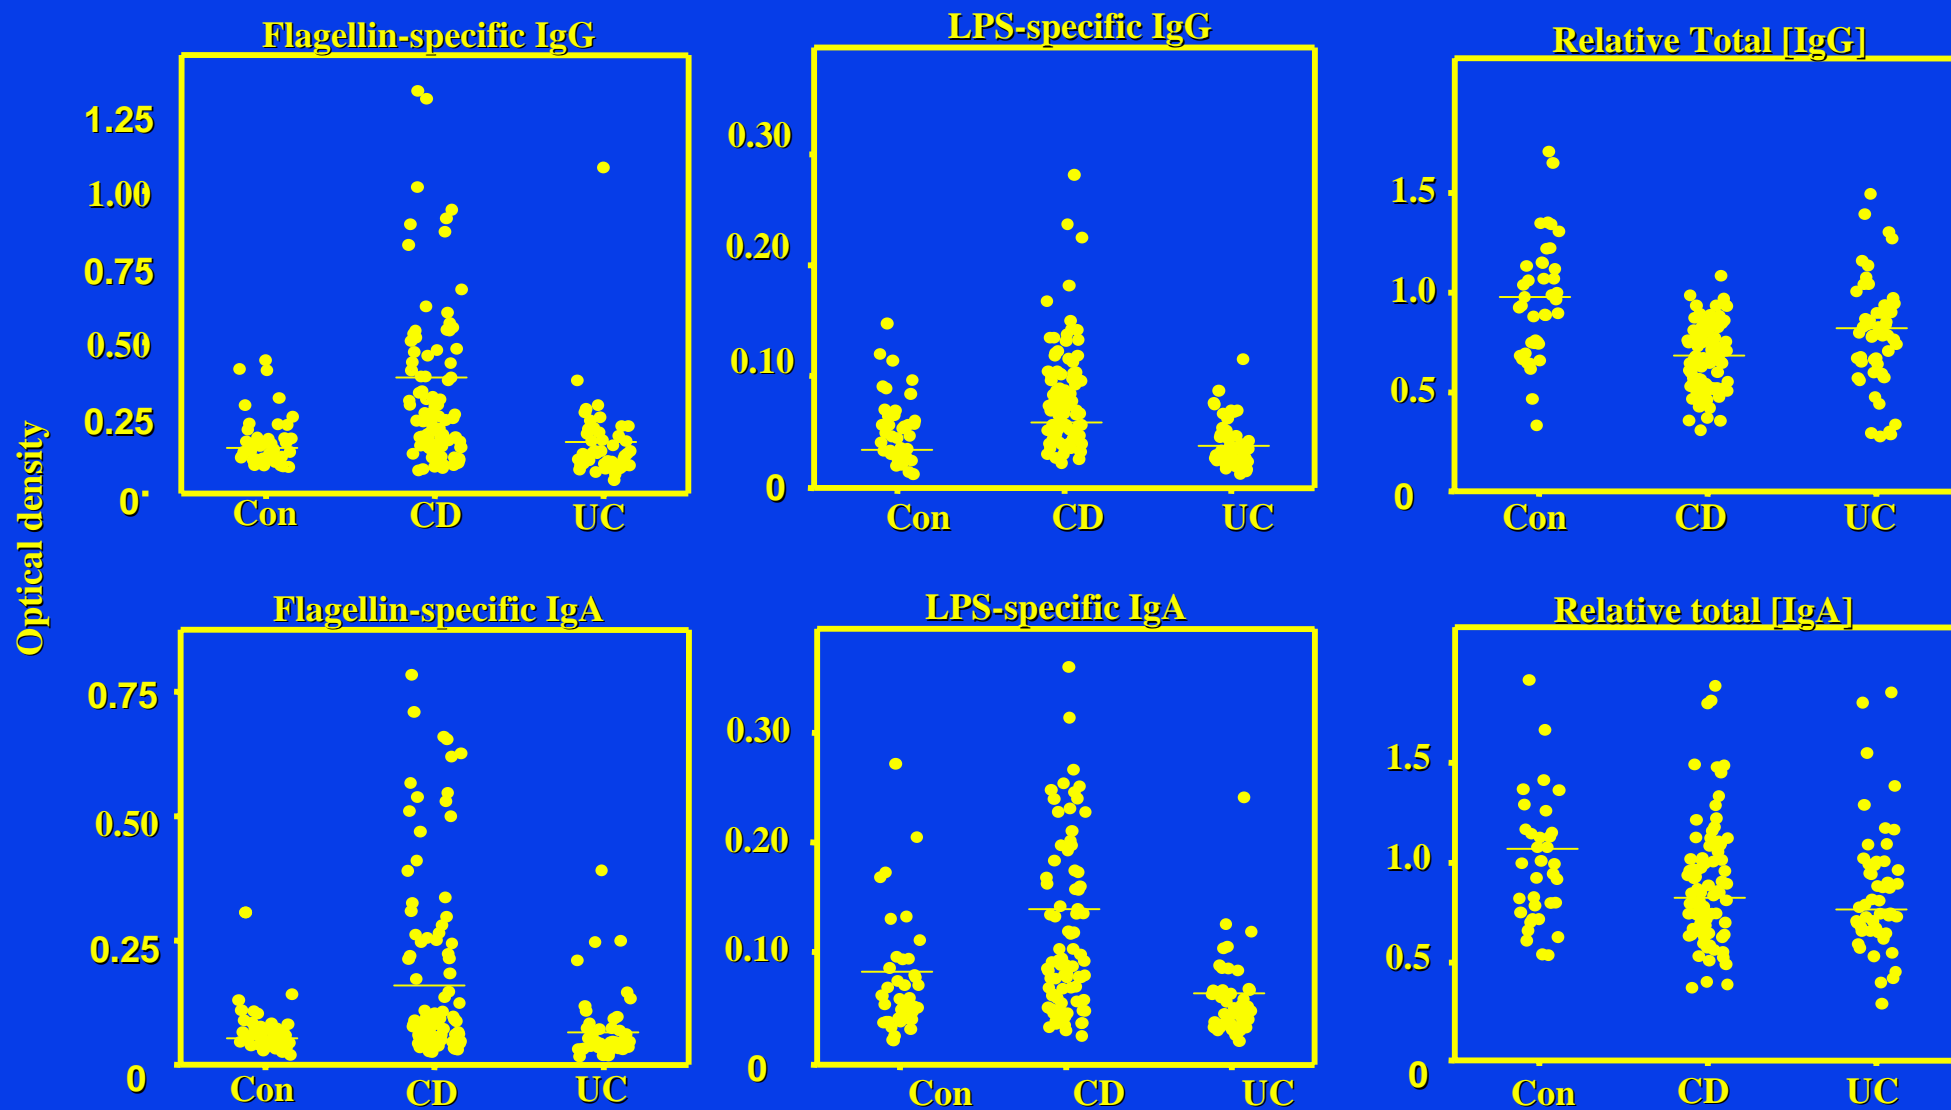 Flagellin-specific IgG
1.25
1.00
0.75
0.50
0.25
0
Con CD UC
LPS-specific IgG
0.30
0.20
0.10
0
Con CD UC
Relative Total [IgG]
1.5
1.0
0.5
0
Con CD UC
Optical density
Flagellin-specific IgA
0.75
0.50
0.25
0
Con CD UC
LPS-specific IgA
0.30
0.20
0.10
0
Con CD UC
Relative total [IgA]
1.5
1.0
0.5
0
Con CD UC